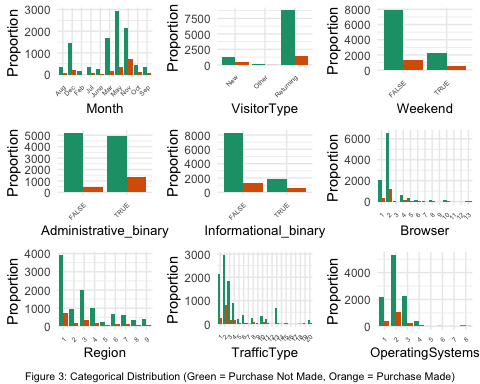 Proportion
3000
2000
1000
0
Aug
Dec
Feb
Jul
June
Mar
May
Nov
Oct
Sep
Month
Proportion
7500
5000
2500
0
New
Other
Returning
VisitorType
Proportion
8000
6000
4000
2000
0
FALSE
TRUE
Weekend
Proportion
5000
4000
3000
2000
1000
0
FALSE
TRUE
Administrative_binary
Proportion
8000
6000
4000
2000
0
FALSE
TRUE
Informational_binary
Proportion
6000
4000
2000
0
1
2
3
4
5
6
7
8
9
10
11
12
13
Browser
Proportion
4000
3000
2000
1000
0
1
2
3
4
5
6
7
8
9
Region
Proportion
3000
2000
1000
0
TrafficType
Proportion
4000
2000
0
1
2
3
4
5
6
7
8
OperatingSystems
Figure 3: Categorical Distribution (Green = Purchase Not Made, Orange = Purchase Made)